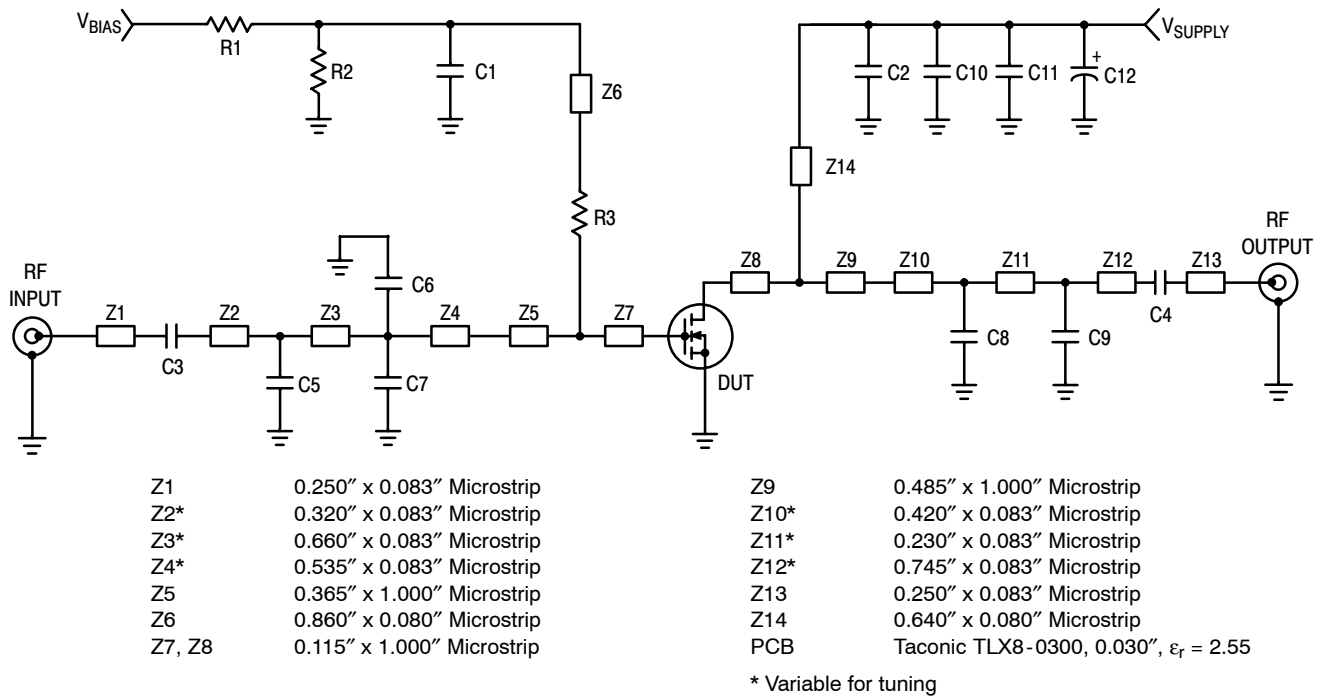 V_BIAS
R1
R2
C1
Z6
R3
V_SUPPLY
C2
C10
C11
+
C12
Z14
RF
INPUT
Z1
C3
Z2
C5
Z3
C6
C7
Z4
Z5
Z7
DUT
Z8
Z9
Z10
C8
Z11
C9
Z12
C4
Z13
RF
OUTPUT
Z1 0.250″ x 0.083″ Microstrip
Z2* 0.320″ x 0.083″ Microstrip
Z3* 0.660″ x 0.083″ Microstrip
Z4* 0.535″ x 0.083″ Microstrip
Z5 0.365″ x 1.000″ Microstrip
Z6 0.860″ x 0.080″ Microstrip
Z7, Z8 0.115″ x 1.000″ Microstrip
Z9 0.485″ x 1.000″ Microstrip
Z10* 0.420″ x 0.083″ Microstrip
Z11* 0.230″ x 0.083″ Microstrip
Z12* 0.745″ x 0.083″ Microstrip
Z13 0.250″ x 0.083″ Microstrip
Z14 0.640″ x 0.080″ Microstrip
PCB Taconic TLX8-0300, 0.030″, εr = 2.55
* Variable for tuning